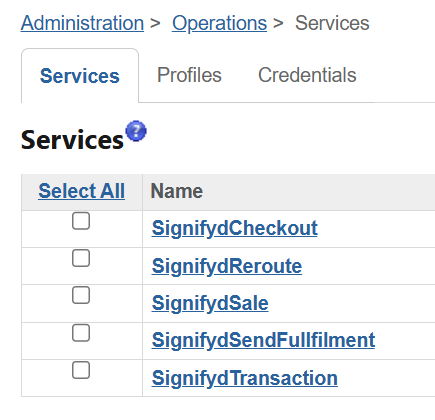 Administration > Operations > Services
Services Profiles Credentials
Services ?
Select All Name
SignifydCheckout
SignifydReroute
SignifydSale
SignifydSendFullfilment
SignifydTransaction